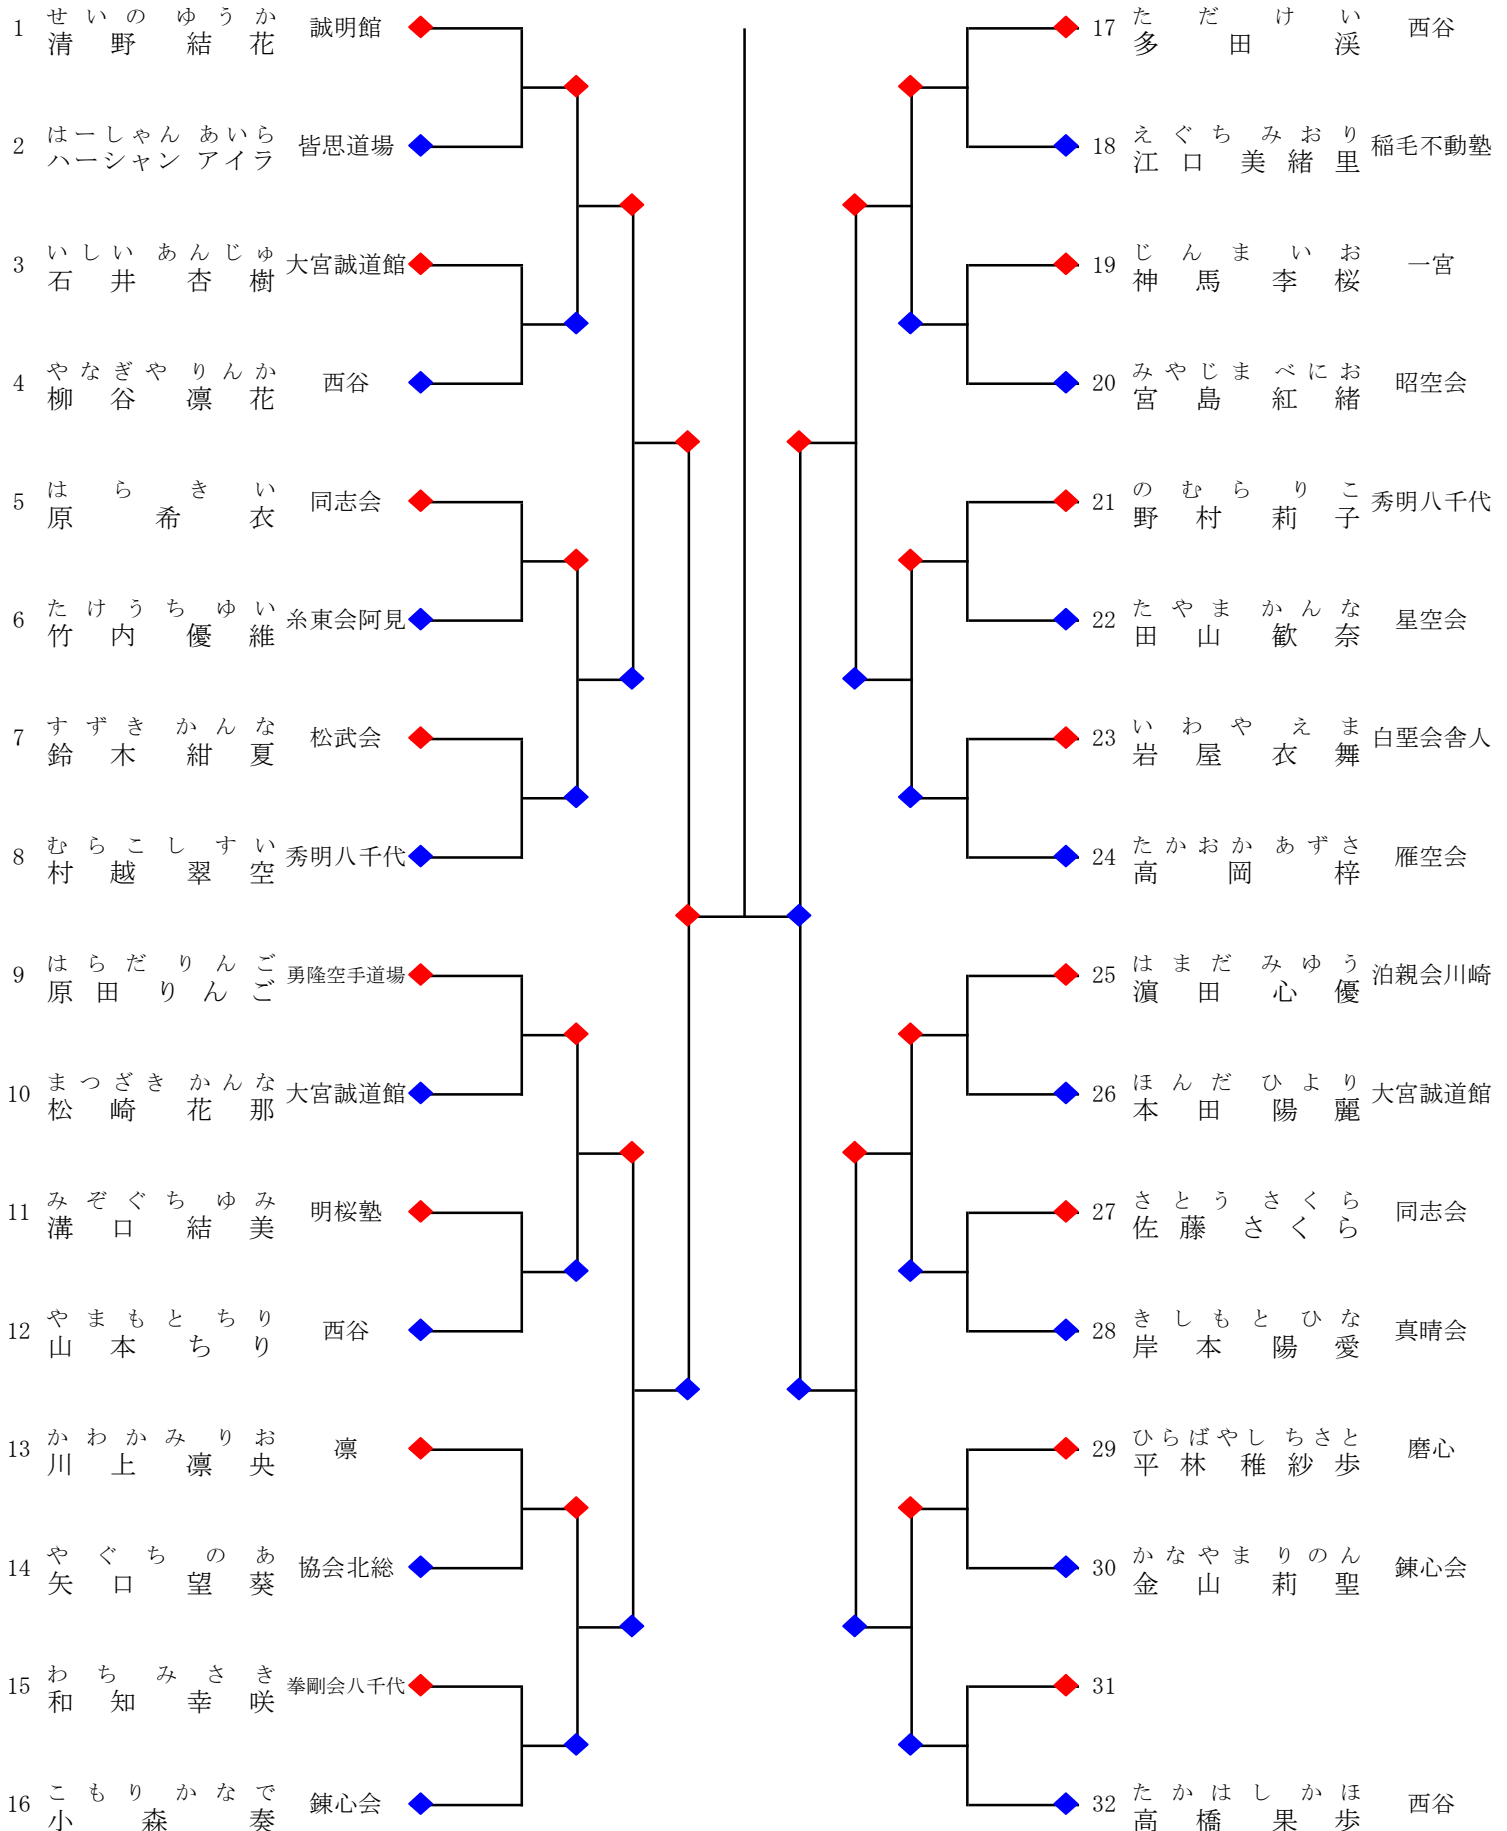 せいの ゆうか
1 清野 結花 誠明館
はーしゃん あいら
2 ハーシャン アイラ 皆思道場
いしい あんじゅ
3 石井 杏樹 大宮誠道館
やなぎや りんか
4 柳谷 凛花 西谷
はら きい
5 原 希衣 同志会
たけうち ゆい
6 竹内 優維 糸東会阿見
すずき かんな
7 鈴木 紺夏 松武会
むらこし すい
8 村越 翠空 秀明八千代
はらだ りんご
9 原田 りんご 勇隆空手道場
まつざき かんな
10 松崎 花那 大宮誠道館
みぞぐち ゆみ
11 溝口 結美 明桜塾
やまもと ちり
12 山本 ちり 西谷
かわかみ りお
13 川上 凛央 凛
やぐち のあ
14 矢口 望葵 協会北総
わち みさき
15 和知 幸咲 拳剛会八千代
こもり かなで
16 小森 奏 錬心会
ただ けい
17 多田 渓 西谷
えぐち みおり
18 江口 美緒里 稲毛不動塾
じんま いお
19 神馬 李桜 一宮
みやじま べにお
20 宮島 紅緒 昭空会
のむら りこ
21 野村 莉子 秀明八千代
たやま かんな
22 田山 歓奈 星空会
いわや えま
23 岩屋 衣舞 白堊会舎人
たかおか あずさ
24 高岡 梓 雁空会
はまだ みゆう
25 濵田 心優 泊親会川崎
ほんだ ひより
26 本田 陽麗 大宮誠道館
さとう さくら
27 佐藤 さくら 同志会
きしもと ひな
28 岸本 陽愛 真晴会
ひらばやし ちさと
29 平林 稚紗歩 磨心
かなやま りのん
30 金山 莉聖 錬心会
31
たかはし かほ
32 高橋 果歩 西谷